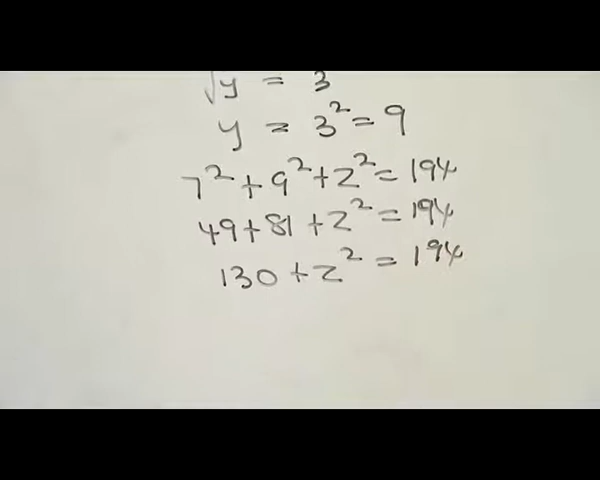 √y = 3
y = 3² = 9
7² + 9² + z² = 194
49 + 81 + z² = 194
130 + z² = 194